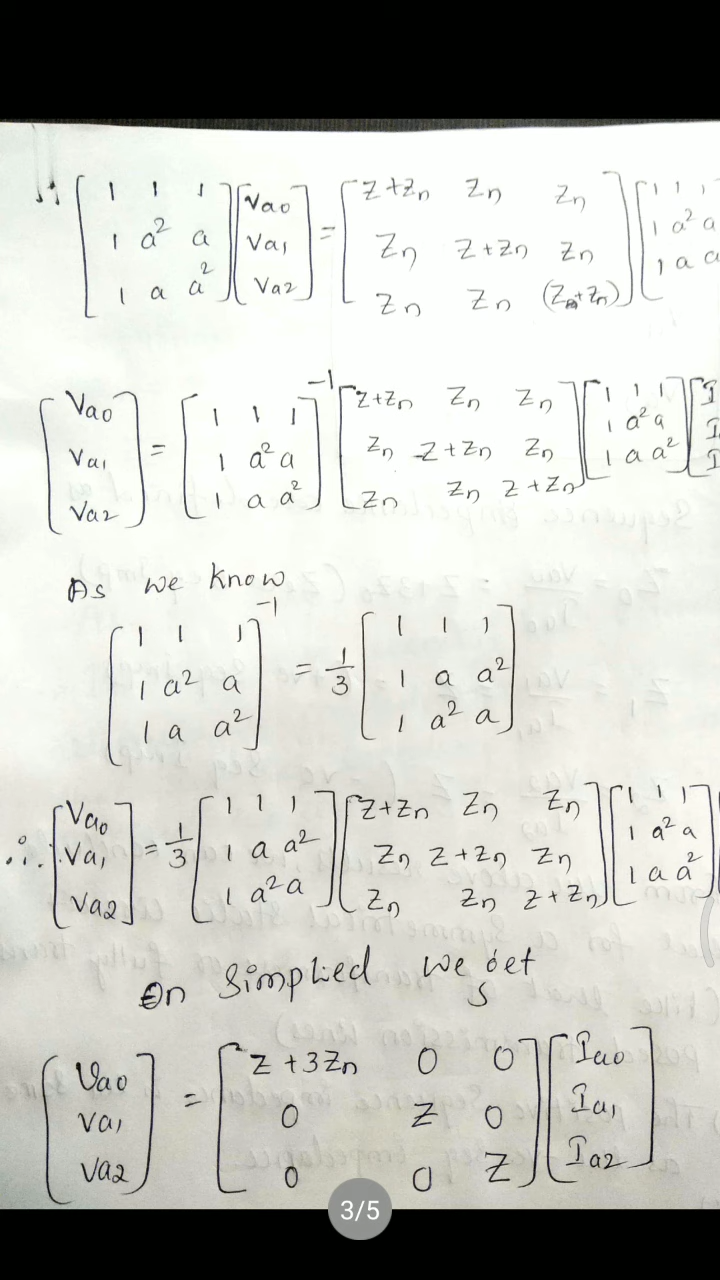 [1 1 1; 1 a² a; 1 a a²] [Vao; Va1; Va2] = [Z+Zn Zn Zn; Zn Z+Zn Zn; Zn Zn (Z+Zn)] [1 1 1; 1 a² a; 1 a a
[Vao; Va1; Va2] = [1 1 1; 1 a² a; 1 a a²]⁻¹ [Z+Zn Zn Zn; Zn Z+Zn Zn; Zn Zn Z+Zn] [1 1 1; 1 a² a; 1 a a²] [I; I; I
As we know
[1 1 1; 1 a² a; 1 a a²]⁻¹ = 1/3 [1 1 1; 1 a a²; 1 a² a]
∴ [Vao; Va1; Va2] = 1/3 [1 1 1; 1 a a²; 1 a² a] [Z+Zn Zn Zn; Zn Z+Zn Zn; Zn Zn Z+Zn] [1 1 1; 1 a² a; 1 a a²] [
On Simplied we get
[Vao; Va1; Va2] = [Z+3Zn 0 0; 0 Z 0; 0 0 Z] [Iao; Ia1; Ia2]
3/5